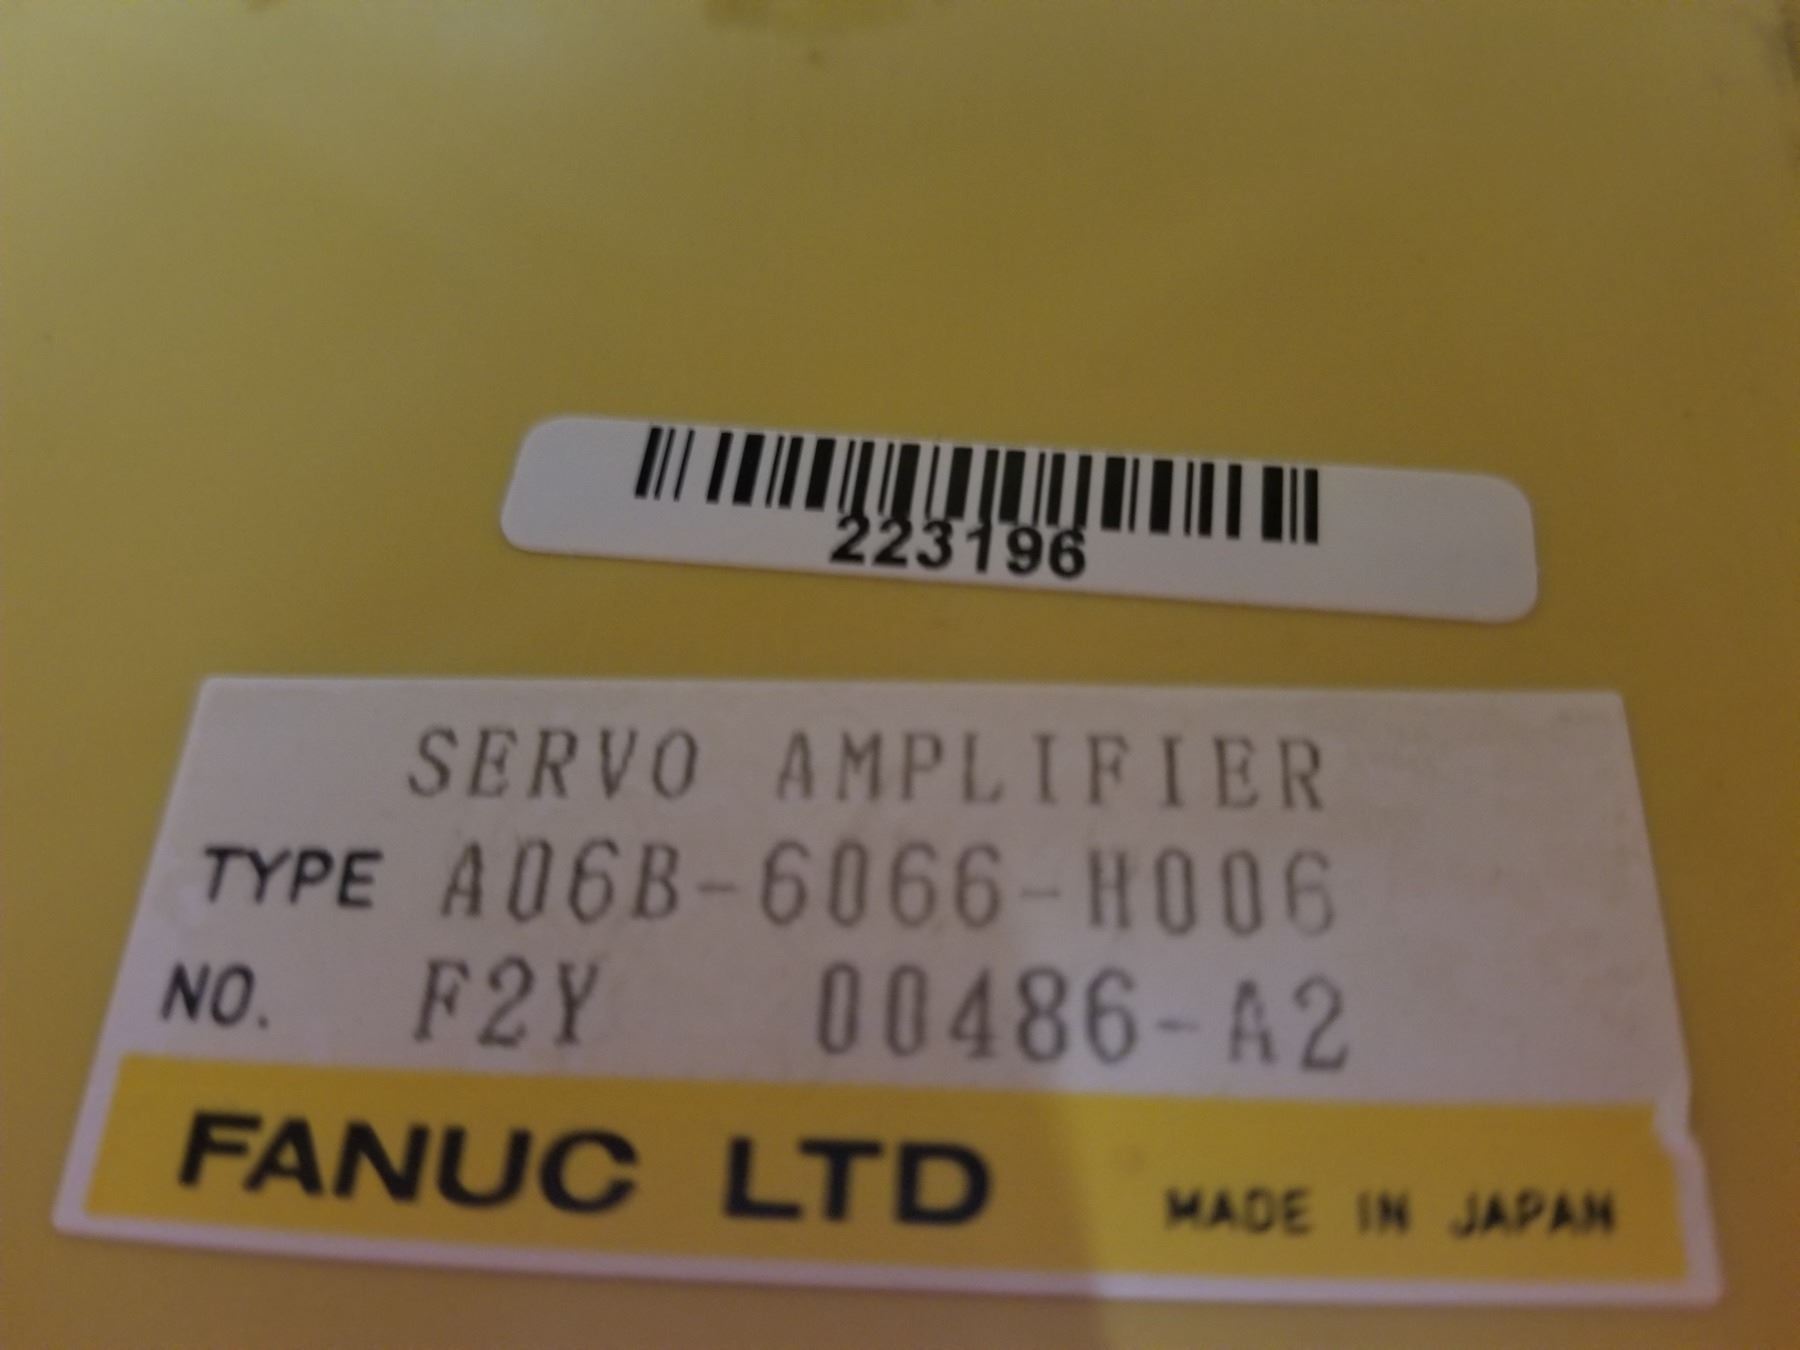 223196
SERVO AMPLIFIER
TYPE A06B-6066-H006
NO. F2Y 00486-A2
FANUC LTD MADE IN JAPAN